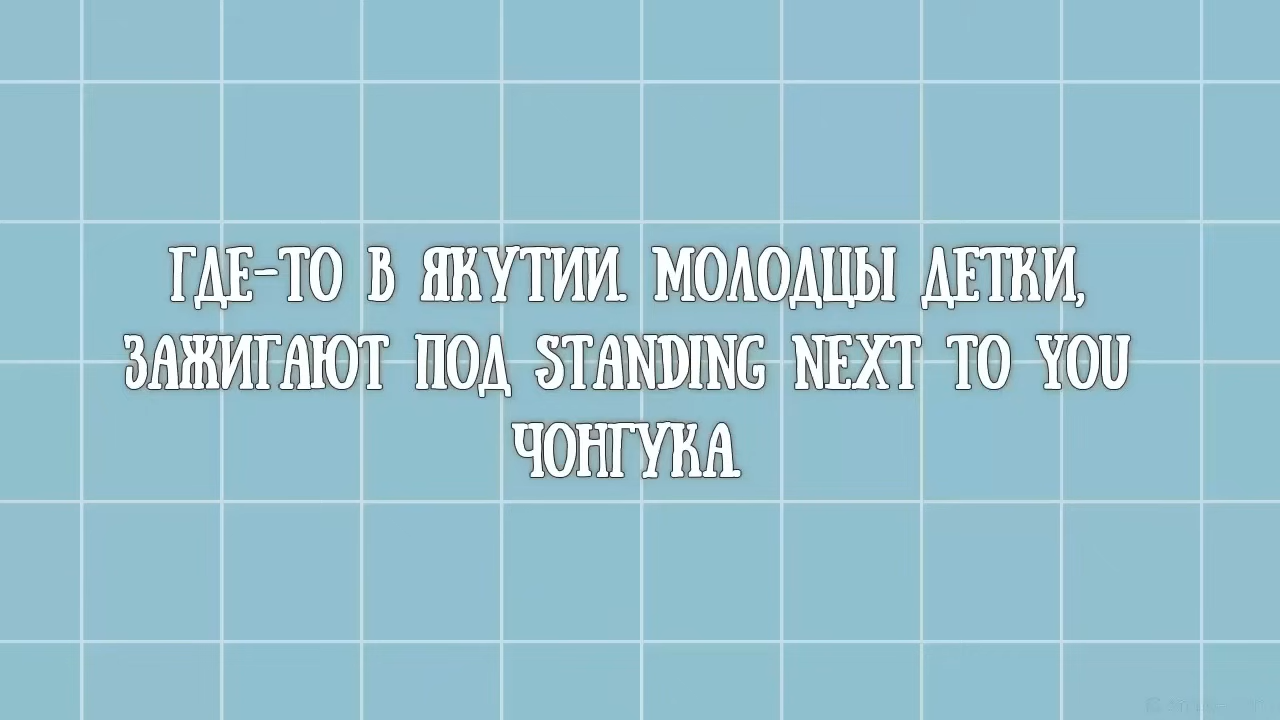 ГДЕ-ТО В ЯКУТИИ. МОЛОДЦЫ ДЕТКИ,
ЗАЖИГАЮТ ПОД STANDING NEXT TO YOU
ЧОНГУКА.